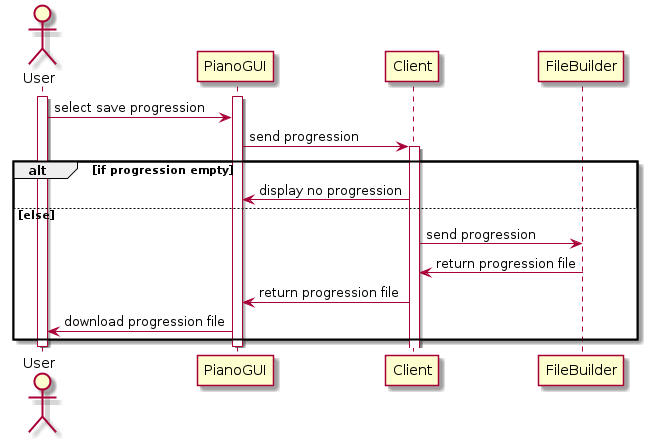 User
PianoGUI
Client
FileBuilder
select save progression
send progression
alt
[if progression empty]
display no progression
[else]
send progression
return progression file
return progression file
download progression file
User
PianoGUI
Client
FileBuilder